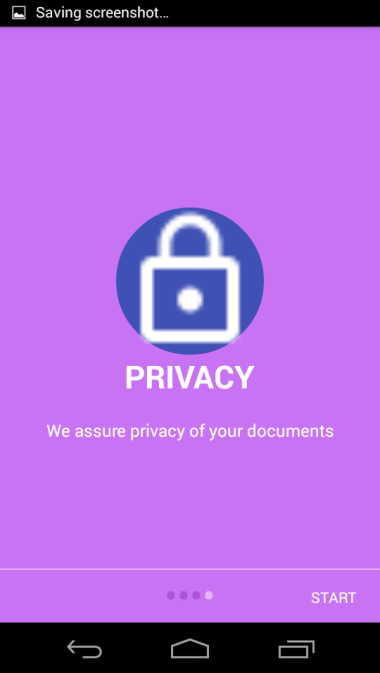 Saving screenshot...
PRIVACY
We assure privacy of your documents
START